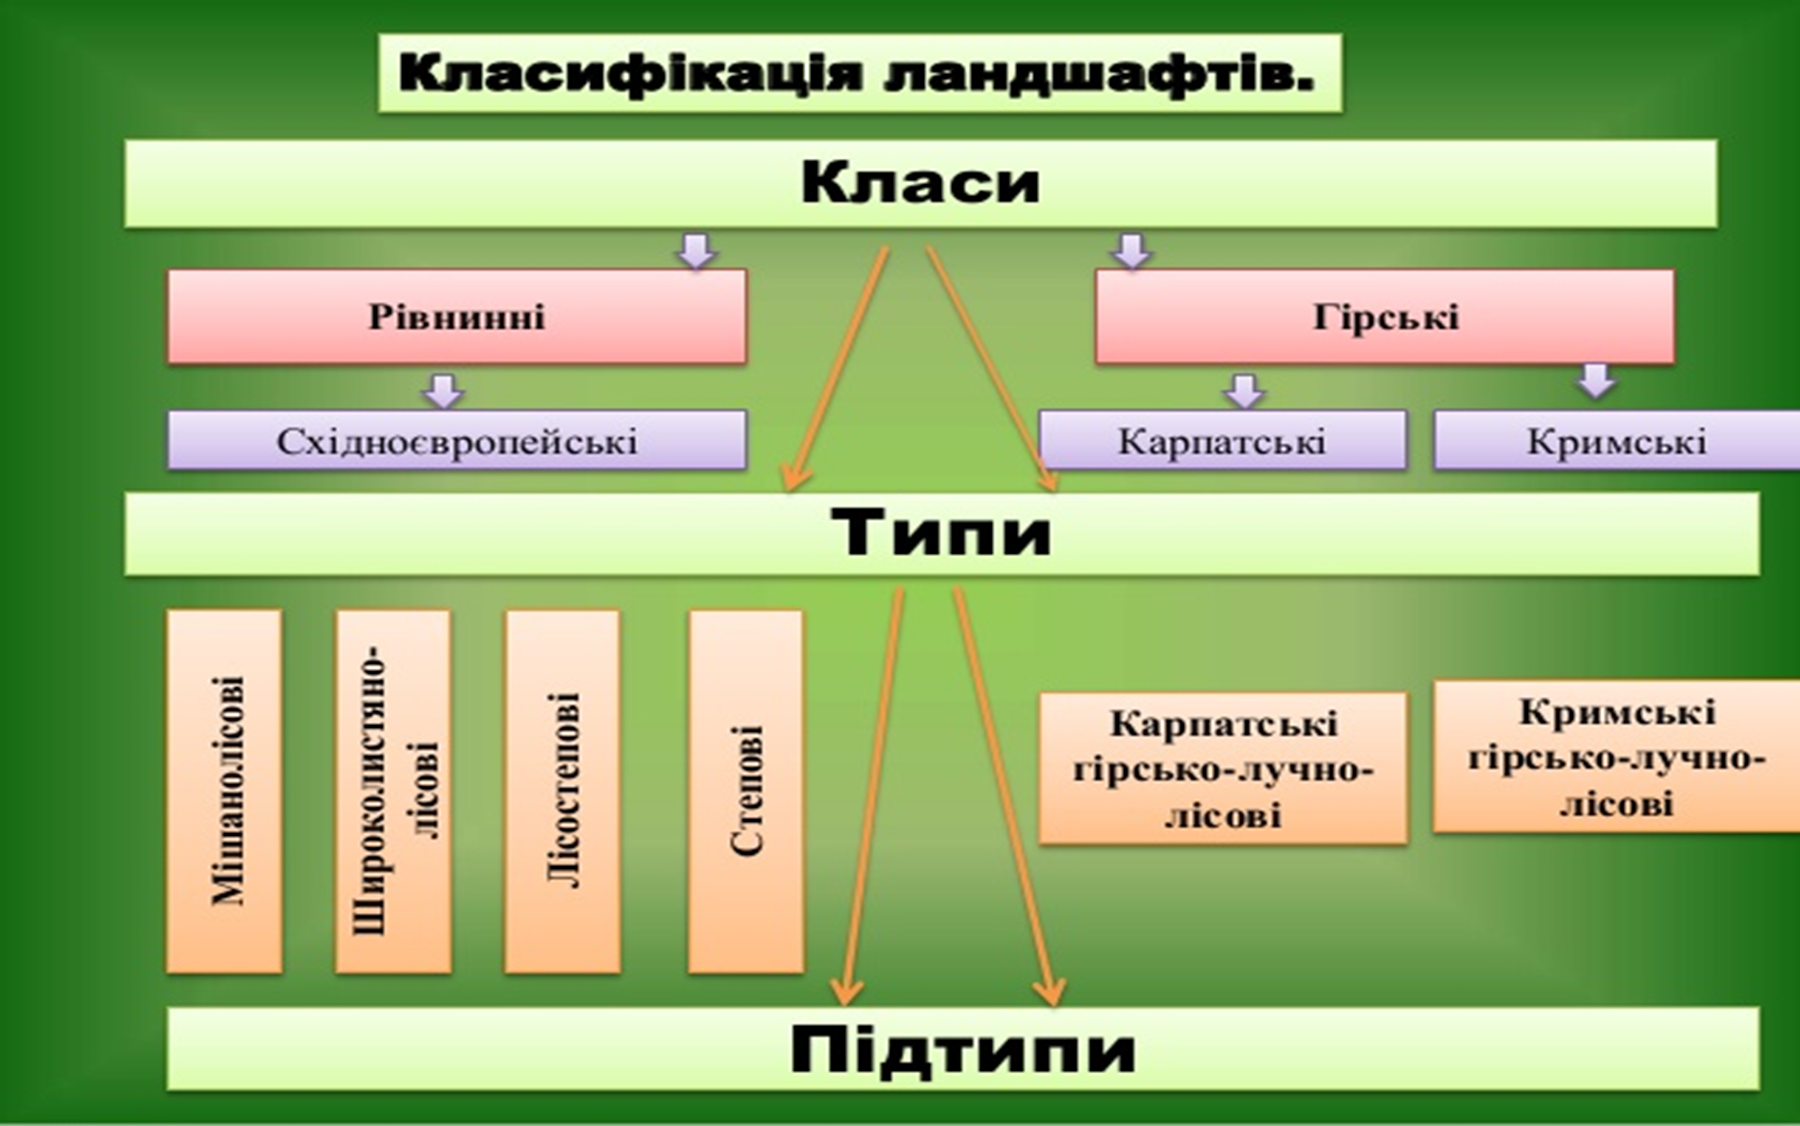 Класифікація ландшафтів.
Класи
Рівнинні
Гірські
Східноєвропейські
Карпатські
Кримські
Типи
Мішанолісові
Широколистяно-
лісові
Лісостепові
Степові
Карпатські
гірсько-лучно-
лісові
Кримські
гірсько-лучно-
лісові
Підтипи